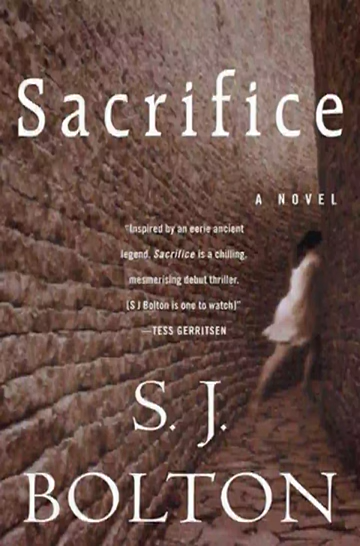 Sacrifice
A NOVEL
"Inspired by an eerie ancient
legend, Sacrifice is a chilling,
mesmerising debut thriller.
[S J Bolton is one to watch]"
—TESS GERRITSEN
S. J.
BOLTON